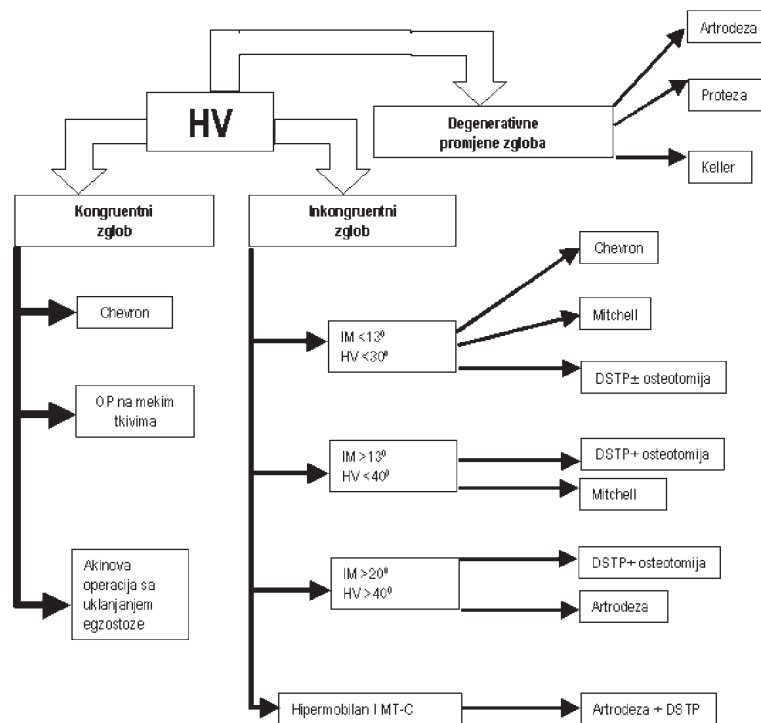 HV
Degenerativne
promjene zgloba
Artrodeza
Proteza
Keller
Kongruentni
zglob
Chevron
OP na mekim
tkivima
Akinova
operacija sa
uklanjanjem
egzostoze
Inkongruentni
zglob
IM <13⁰
HV <30⁰
Chevron
Mitchell
DSTP± osteotomija
IM >13⁰
HV <40⁰
DSTP+ osteotomija
Mitchell
IM >20⁰
HV >40⁰
DSTP+ osteotomija
Artrodeza
Hipermobilan I MT-C
Artrodeza + DSTP